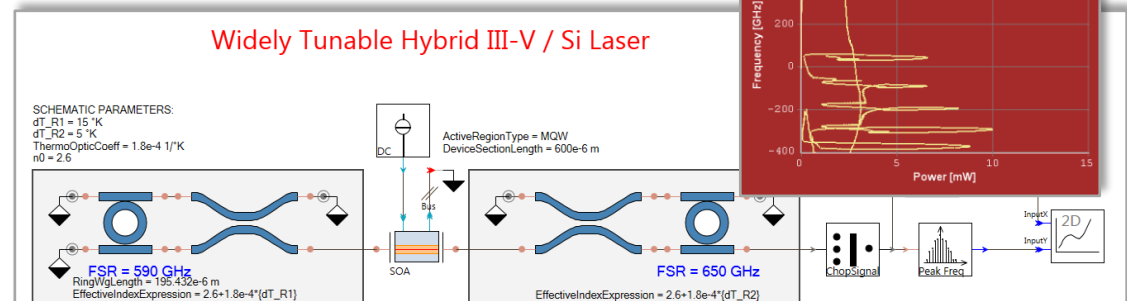 Widely Tunable Hybrid III-V / Si Laser
SCHEMATIC PARAMETERS:
dT_R1 = 15 °K
dT_R2 = 5 °K
ThermoOpticCoeff = 1.8e-4 1/°K
n0 = 2.6
DC
ActiveRegionType = MQW
DeviceSectionLength = 600e-6 m
Bus
SOA
FSR = 590 GHz
RingWgLength = 195.432e-6 m
EffectiveIndexExpression = 2.6+1.8e-4*{dT_R1}
FSR = 650 GHz
EffectiveIndexExpression = 2.6+1.8e-4*{dT_R2}
Frequency [GHz]
200
0
-200
-400
0
5
10
15
Power [mW]
ChopSignal
Peak Freq
InputX
InputY
2D